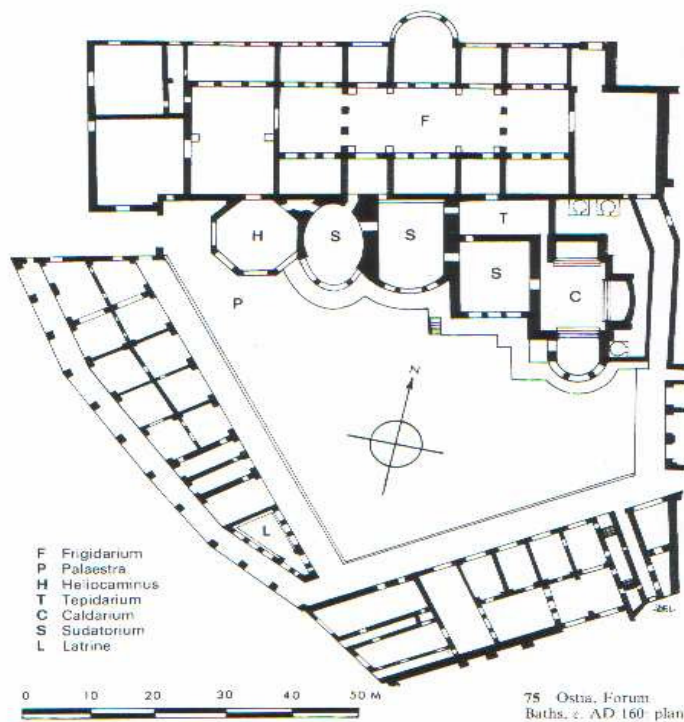 F
H
S
S
T
S
C
P
N
L
F Frigidarium
P Palaestra
H Heliocaminus
T Tepidarium
C Caldarium
S Sudatorium
L Latrine
0 10 20 30 40 50 M
75 Ostia, Forum
Baths, c. AD 160: plan